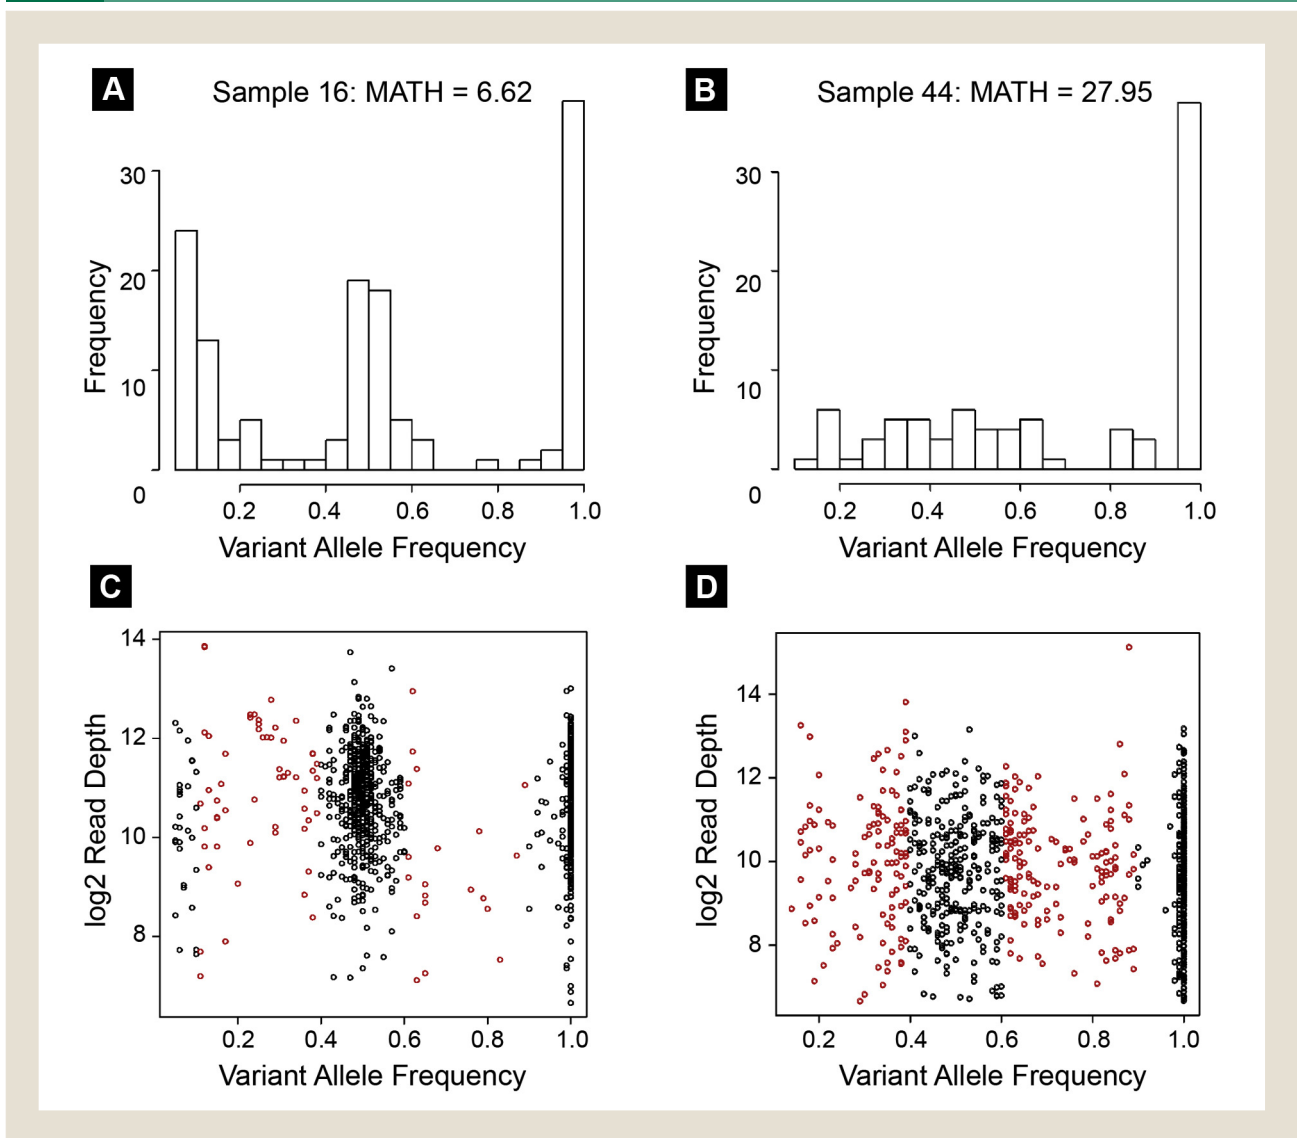 A
Sample 16: MATH = 6.62
30
20
10
0
Frequency
0.2 0.4 0.6 0.8 1.0
Variant Allele Frequency
B
Sample 44: MATH = 27.95
30
20
10
0
Frequency
0.2 0.4 0.6 0.8 1.0
Variant Allele Frequency
C
14
12
10
8
log2 Read Depth
0.2 0.4 0.6 0.8 1.0
Variant Allele Frequency
D
14
12
10
8
log2 Read Depth
0.2 0.4 0.6 0.8 1.0
Variant Allele Frequency